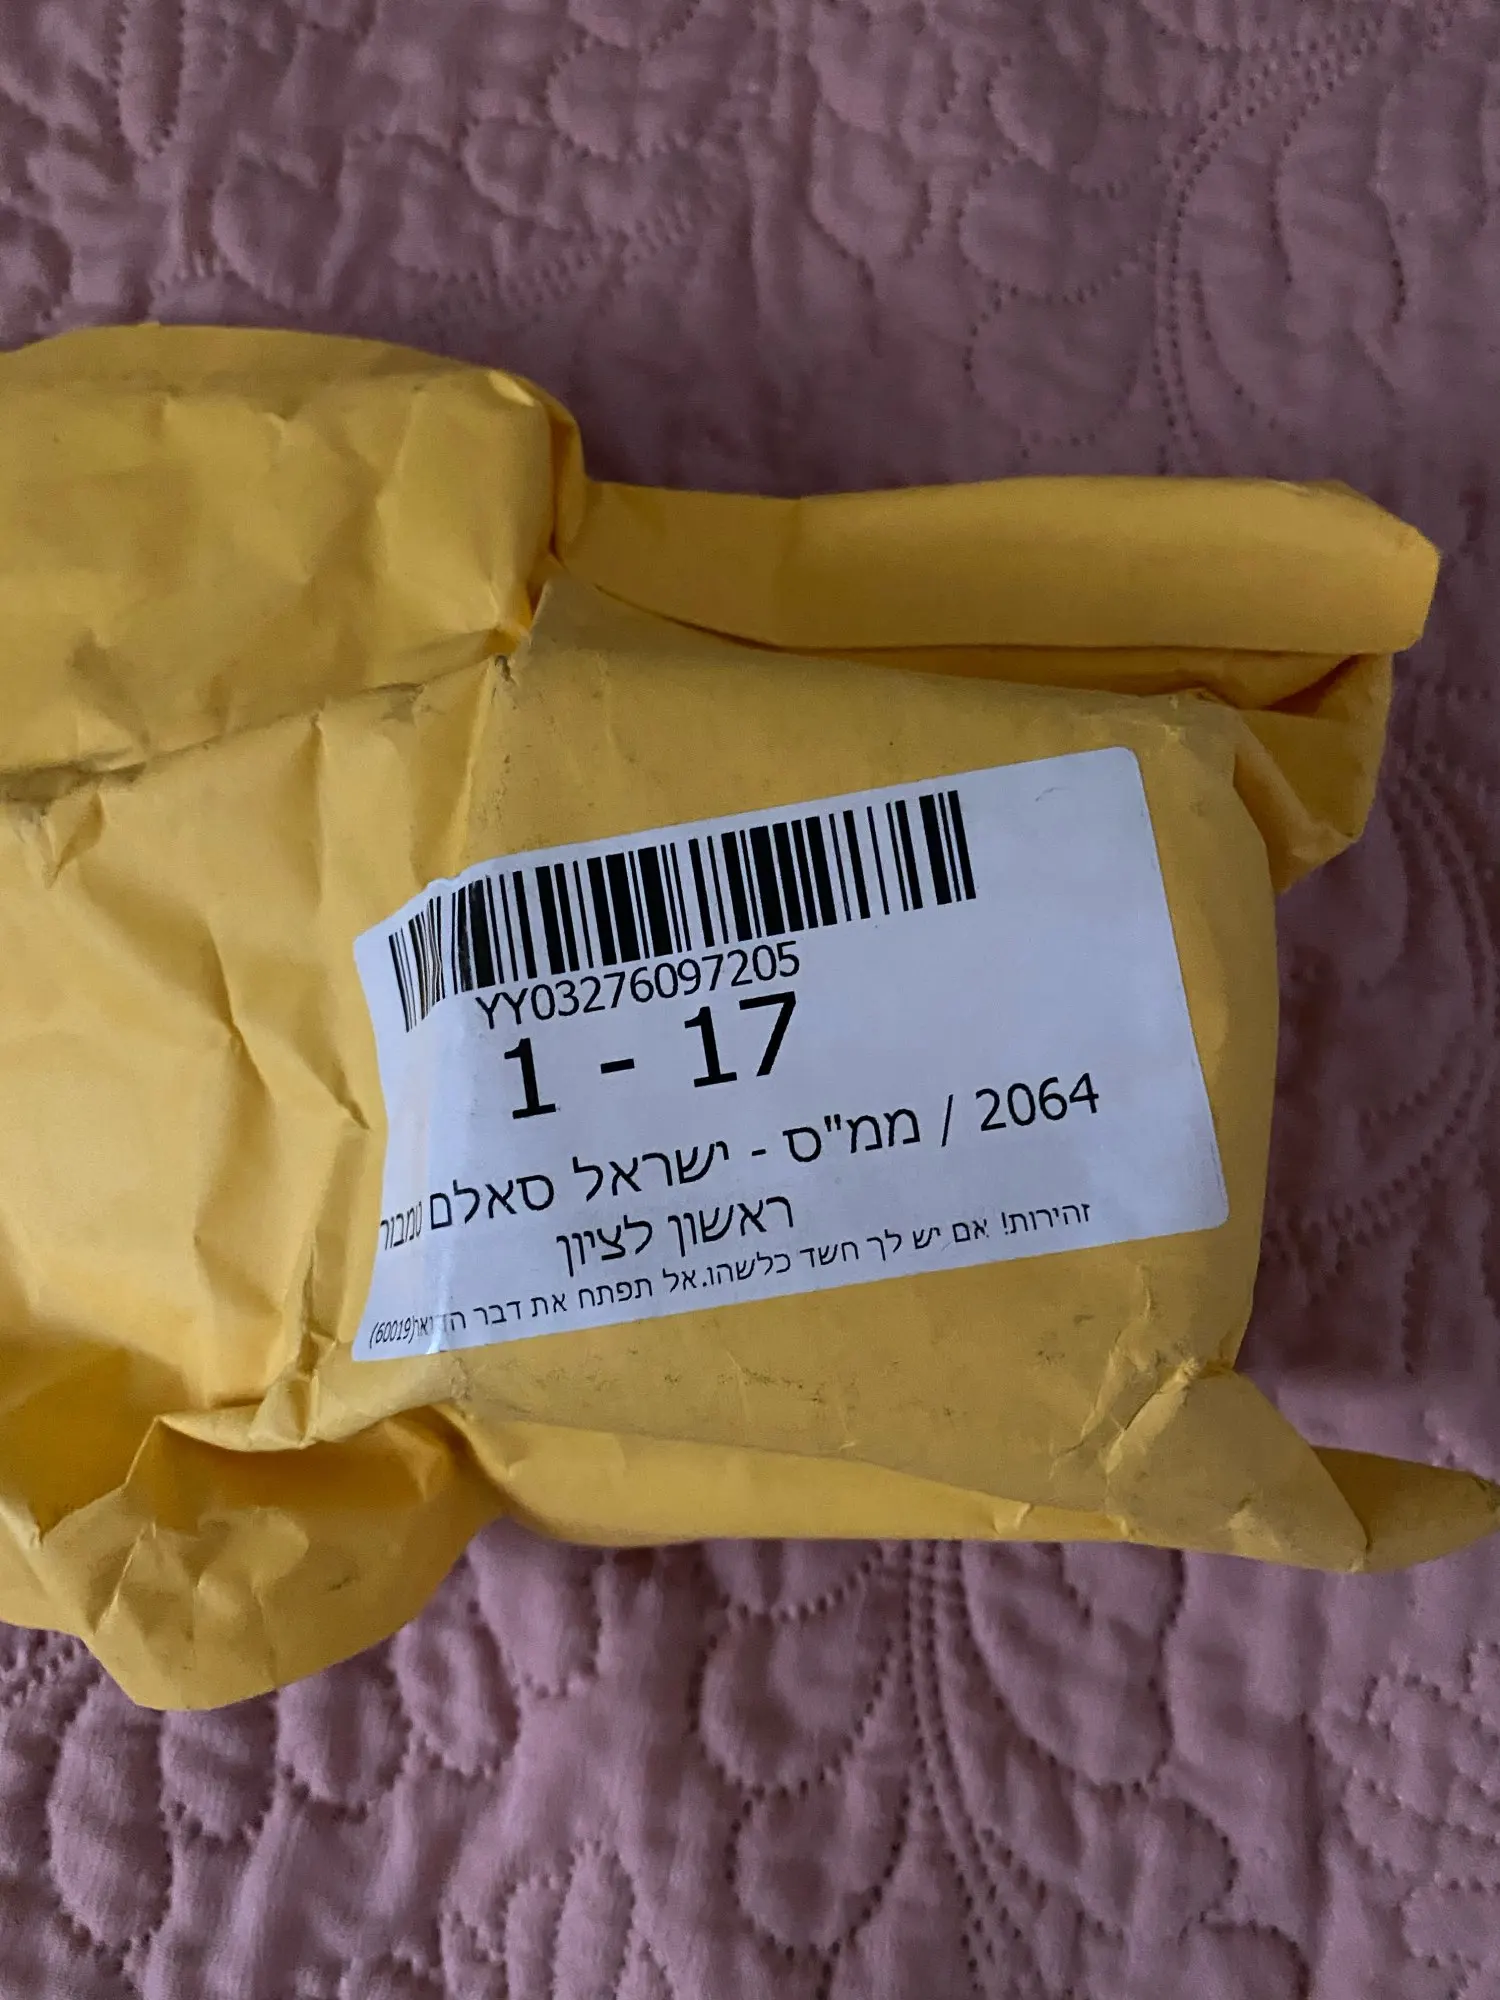 YY03276097205
1 - 17
2064 / ממ"ס - ישראל סאלם טמבור
ראשון לציון
זהירות! אם יש לך חשד כלשהו.אל תפתח את דבר הדואר(60019)